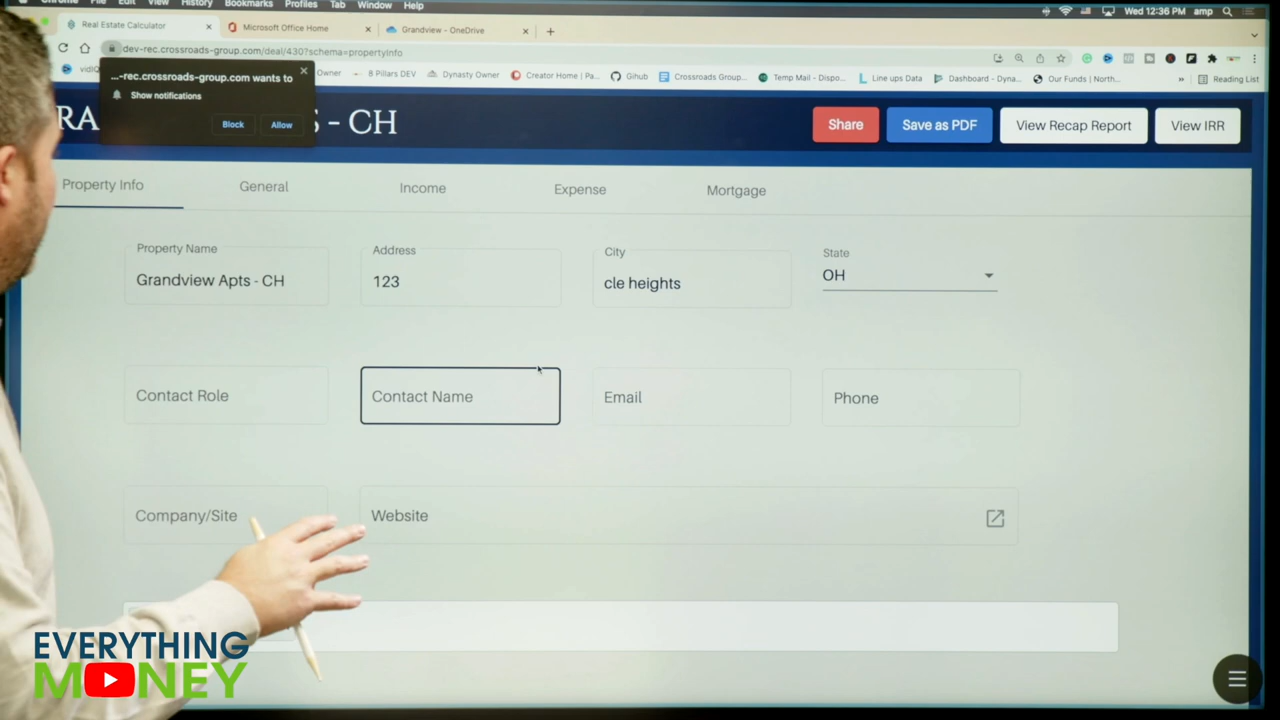 Chrome File Edit View History Bookmarks Profiles Tab Window Help
Wed 12:36 PM amp
Real Estate Calculator
Microsoft Office Home
Grandview - OneDrive
dev-rec.crossroads-group.com/deal/430?schema=propertyInfo
vidIQ
Owner
8 Pillars DEV
Dynasty Owner
Creator Home | Pa...
Gihub
Crossroads Group...
Temp Mail - Dispo...
Line ups Data
Dashboard - Dyna...
Our Funds | North...
» Reading List
...-rec.crossroads-group.com wants to
Show notifications
Block Allow
RA
S - CH
Share
Save as PDF
View Recap Report
View IRR
Property Info
General
Income
Expense
Mortgage
Property Name
Grandview Apts - CH
Address
123
City
cle heights
State
OH
Contact Role
Contact Name
Email
Phone
Company/Site
Website
EVERYTHING
MONEY